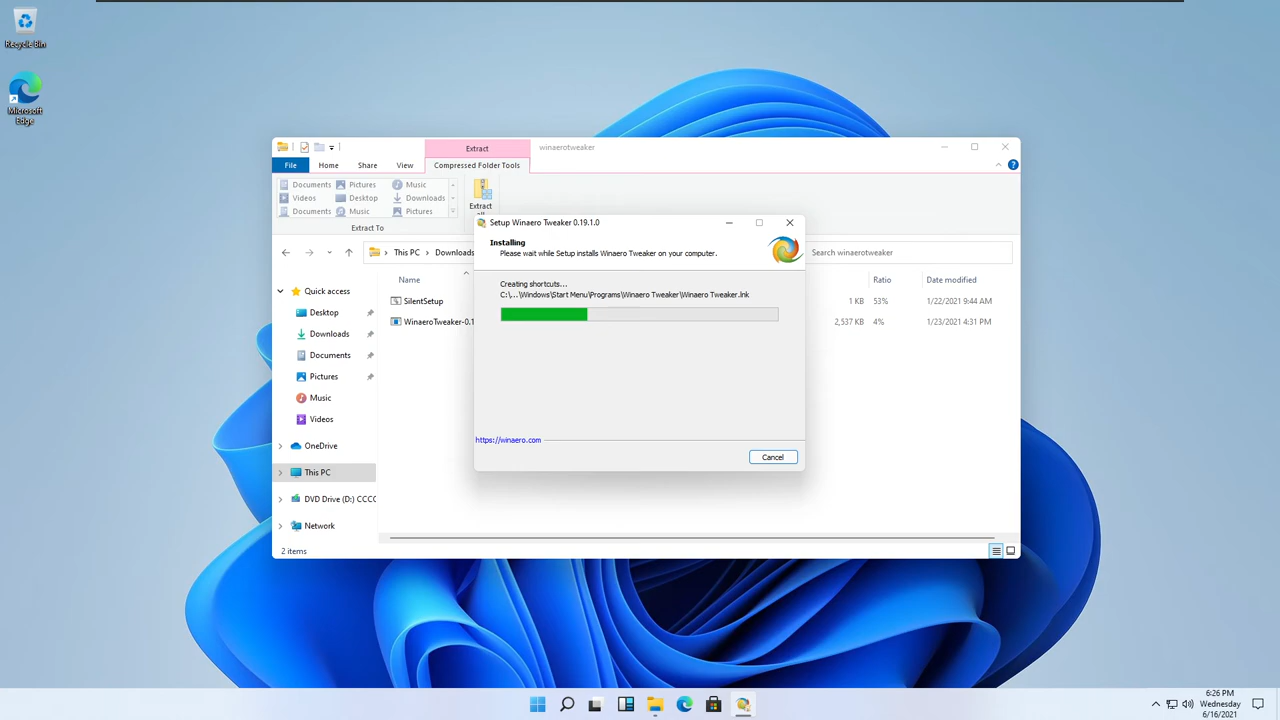 Recycle Bin
Microsoft
Edge
Extract
winaerotweaker
File
Home
Share
View
Compressed Folder Tools
Documents
Pictures
Music
Videos
Desktop
Downloads
Documents
Music
Pictures
Extract
all
Extract To
This PC
Downloads
Search winaerotweaker
Name
Ratio
Date modified
SilentSetup
1 KB
53%
1/22/2021 9:44 AM
WinaeroTweaker-0.1
2,537 KB
4%
1/23/2021 4:31 PM
Quick access
Desktop
Downloads
Documents
Pictures
Music
Videos
OneDrive
This PC
DVD Drive (D:) CCCO
Network
2 items
Setup Winaero Tweaker 0.19.1.0
Installing
Please wait while Setup installs Winaero Tweaker on your computer.
Creating shortcuts...
C:\...\Windows\Start Menu\Programs\Winaero Tweaker\Winaero Tweaker.lnk
https://winaero.com
Cancel
6:26 PM
Wednesday
6/16/2021